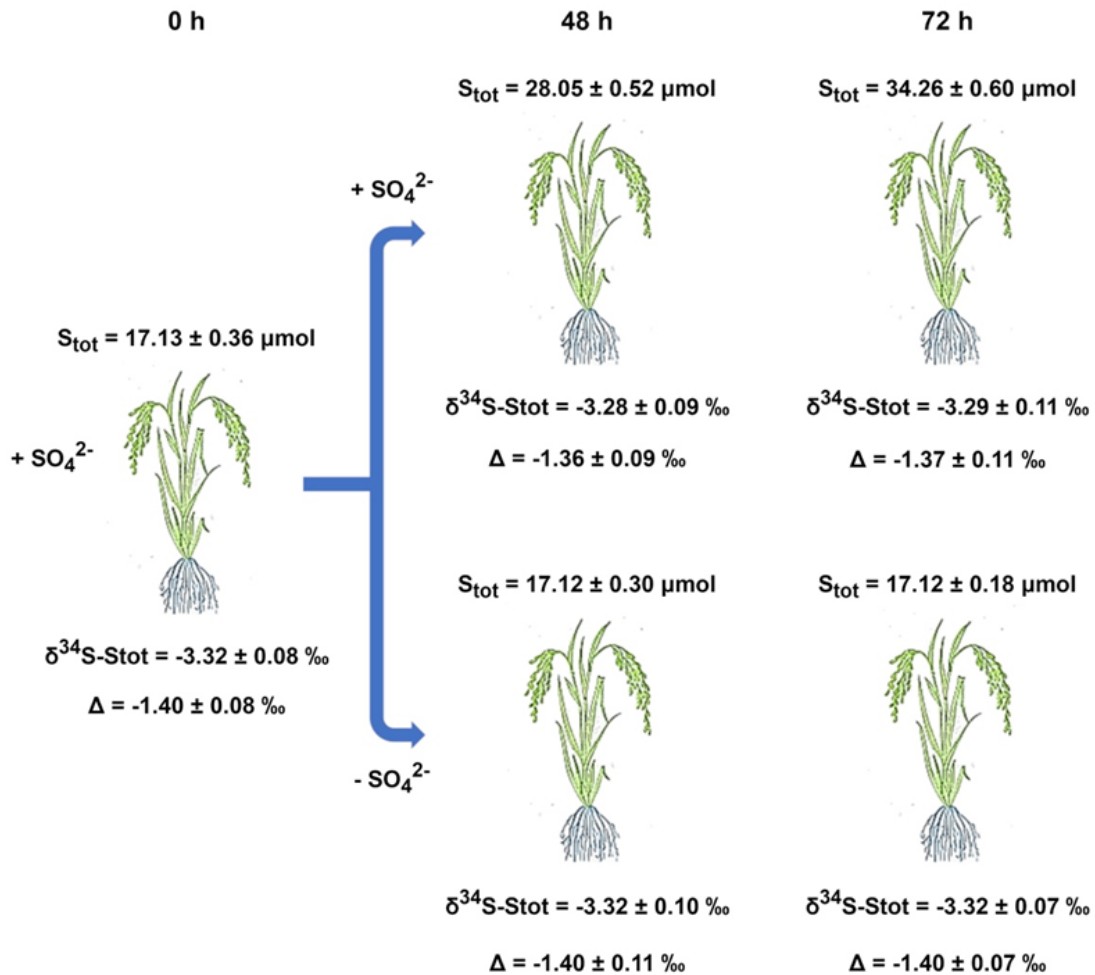 0 h
48 h
72 h
Stot = 28.05 ± 0.52 µmol
Stot = 34.26 ± 0.60 µmol
+ SO42-
Stot = 17.13 ± 0.36 µmol
+ SO42-
δ34S-Stot = -3.28 ± 0.09 ‰
δ34S-Stot = -3.29 ± 0.11 ‰
Δ = -1.36 ± 0.09 ‰
Δ = -1.37 ± 0.11 ‰
Stot = 17.12 ± 0.30 µmol
Stot = 17.12 ± 0.18 µmol
δ34S-Stot = -3.32 ± 0.08 ‰
Δ = -1.40 ± 0.08 ‰
- SO42-
δ34S-Stot = -3.32 ± 0.10 ‰
δ34S-Stot = -3.32 ± 0.07 ‰
Δ = -1.40 ± 0.11 ‰
Δ = -1.40 ± 0.07 ‰